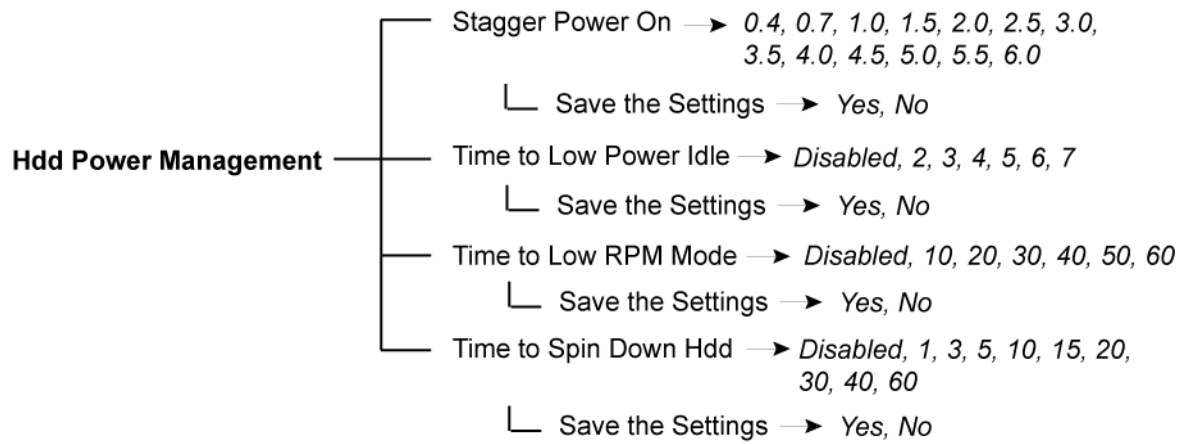 Stagger Power On 0.4, 0.7, 1.0, 1.5, 2.0, 2.5, 3.0,
3.5, 4.0, 4.5, 5.0, 5.5, 6.0
Save the Settings Yes, No
Hdd Power Management
Time to Low Power Idle Disabled, 2, 3, 4, 5, 6, 7
Save the Settings Yes, No
Time to Low RPM Mode Disabled, 10, 20, 30, 40, 50, 60
Save the Settings Yes, No
Time to Spin Down Hdd Disabled, 1, 3, 5, 10, 15, 20,
30, 40, 60
Save the Settings Yes, No